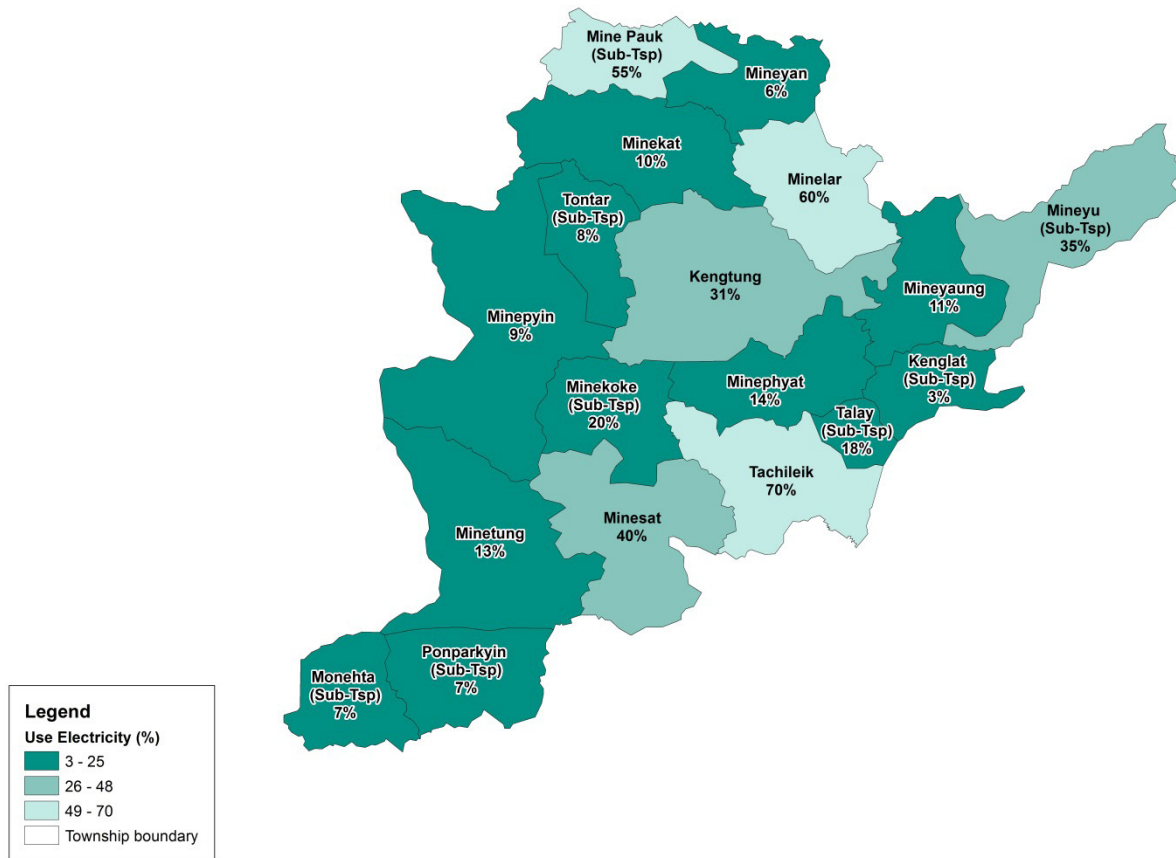 Mine Pauk
(Sub-Tsp)
55%
Mineyan
6%
Minekat
10%
Minelar
60%
Tontar
(Sub-Tsp)
8%
Mineyu
(Sub-Tsp)
35%
Kengtung
31%
Mineyaung
11%
Minepyin
9%
Kenglat
(Sub-Tsp)
3%
Minekoke
(Sub-Tsp)
20%
Minephyat
14%
Talay
(Sub-Tsp)
18%
Tachileik
70%
Minesat
40%
Minetung
13%
Ponparkyin
(Sub-Tsp)
7%
Monehta
(Sub-Tsp)
7%
Legend
Use Electricity (%)
3 - 25
26 - 48
49 - 70
Township boundary